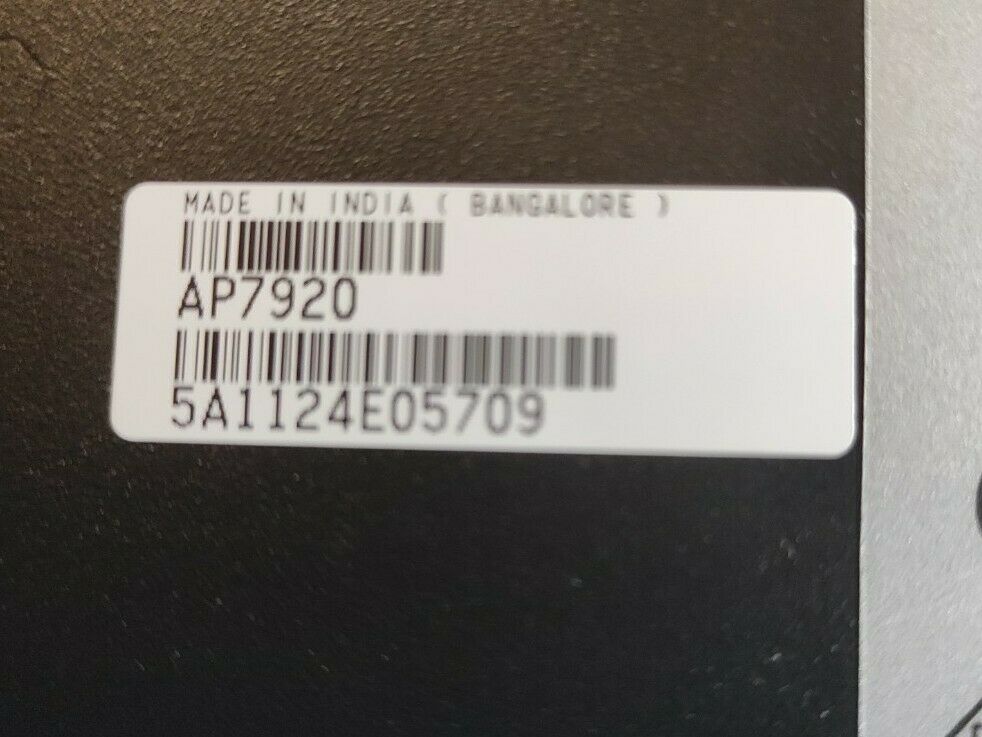 MADE IN INDIA ( BANGALORE )
AP7920
5A1124E05709